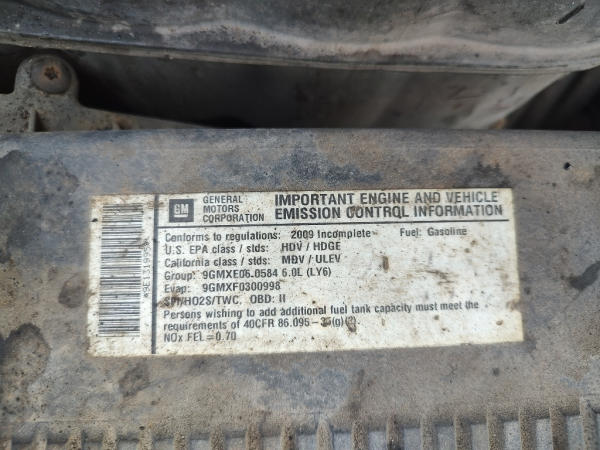 GM
GENERAL
MOTORS
CORPORATION
IMPORTANT ENGINE AND VEHICLE
EMISSION CONTROL INFORMATION
Conforms to regulations: 2009 Incomplete Fuel: Gasoline
U.S. EPA class / stds: HDV / HDGE
California class / stds: MDV / ULEV
Group: 9GMXE06.0584 6.0L (LY6)
Evap: 9GMXF0300998
SFI/HO2S/TWC, OBD: II
Persons wishing to add additional fuel tank capacity must meet the
requirements of 40CFR 86.095-35(g)(2)
NOx FEL = 0.70